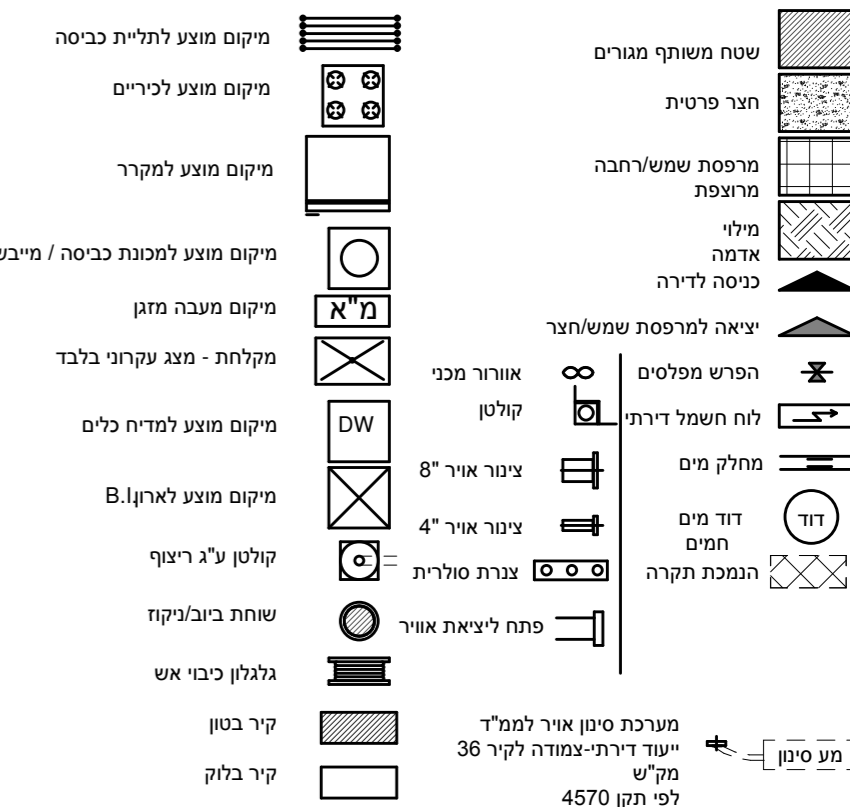 שטח משותף מגורים
חצר פרטית
מרפסת שמש/רחבה
מרוצפת
מילוי
אדמה
כניסה לדירה
יציאה למרפסת שמש/חצר
הפרש מפלסים
לוח חשמל דירתי
מחלק מים
דוד מים
חמים
דוד
הנמכת תקרה
אוורור מכני
קולטן
צינור אויר 8"
צינור אויר 4"
צנרת סולרית
פתח ליציאת אוויר
מערכת סינון אויר לממ"ד
ייעוד דירתי-צמודה לקיר 36
מק"ש
לפי תקן 4570
מע סינון
מיקום מוצע לתליית כביסה
מיקום מוצע לכיריים
מיקום מוצע למקרר
מיקום מוצע למכונת כביסה / מייבש
מיקום מעבה מזגן
מ"א
מקלחת - מצג עקרוני בלבד
מיקום מוצע למדיח כלים
DW
מיקום מוצע לארון B.I.
קולטן ע"ג ריצוף
שוחת ביוב/ניקוז
גלגלון כיבוי אש
קיר בטון
קיר בלוק